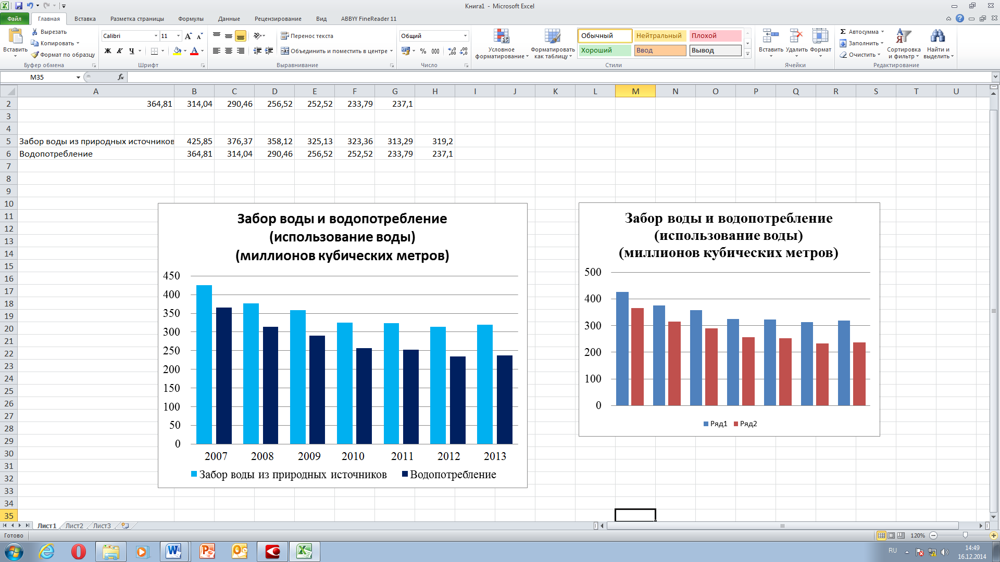 Книга1 - Microsoft Excel
Файл Главная Вставка Разметка страницы Формулы Данные Рецензирование Вид ABBYY FineReader 11
Вставить
Вырезать
Копировать
Формат по образцу
Буфер обмена
Calibri 11
Ж К Ч А
Шрифт
Перенос текста
Объединить и поместить в центре
Выравнивание
Общий
% 000
Число
Условное форматирование
Форматировать как таблицу
Обычный Нейтральный Плохой
Хороший Ввод Вывод
Стили
Вставить Удалить Формат
Ячейки
Σ Автосумма
Заполнить
Очистить
Сортировка и фильтр
Найти и выделить
Редактирование
M35 fx
A B C D E F G H I J K L M N O P Q R S T U
2 364,81 314,04 290,46 256,52 252,52 233,79 237,1
3
4
5 Забор воды из природных источников 425,85 376,37 358,12 325,13 323,36 313,29 319,2
6 Водопотребление 364,81 314,04 290,46 256,52 252,52 233,79 237,1
7
8
9
10
11
12
13
14
15
16
17
18
19
20
21
22
23
24
25
26
27
28
29
30
31
32
33
34
35
Забор воды и водопотребление
(использование воды)
(миллионов кубических метров)
450
400
350
300
250
200
150
100
50
0
2007 2008 2009 2010 2011 2012 2013
Забор воды из природных источников Водопотребление
Забор воды и водопотребление
(использование воды)
(миллионов кубических метров)
500
400
300
200
100
0
Ряд1 Ряд2
Лист1 Лист2 Лист3
Готово 120%
RU 14:49
16.12.2014